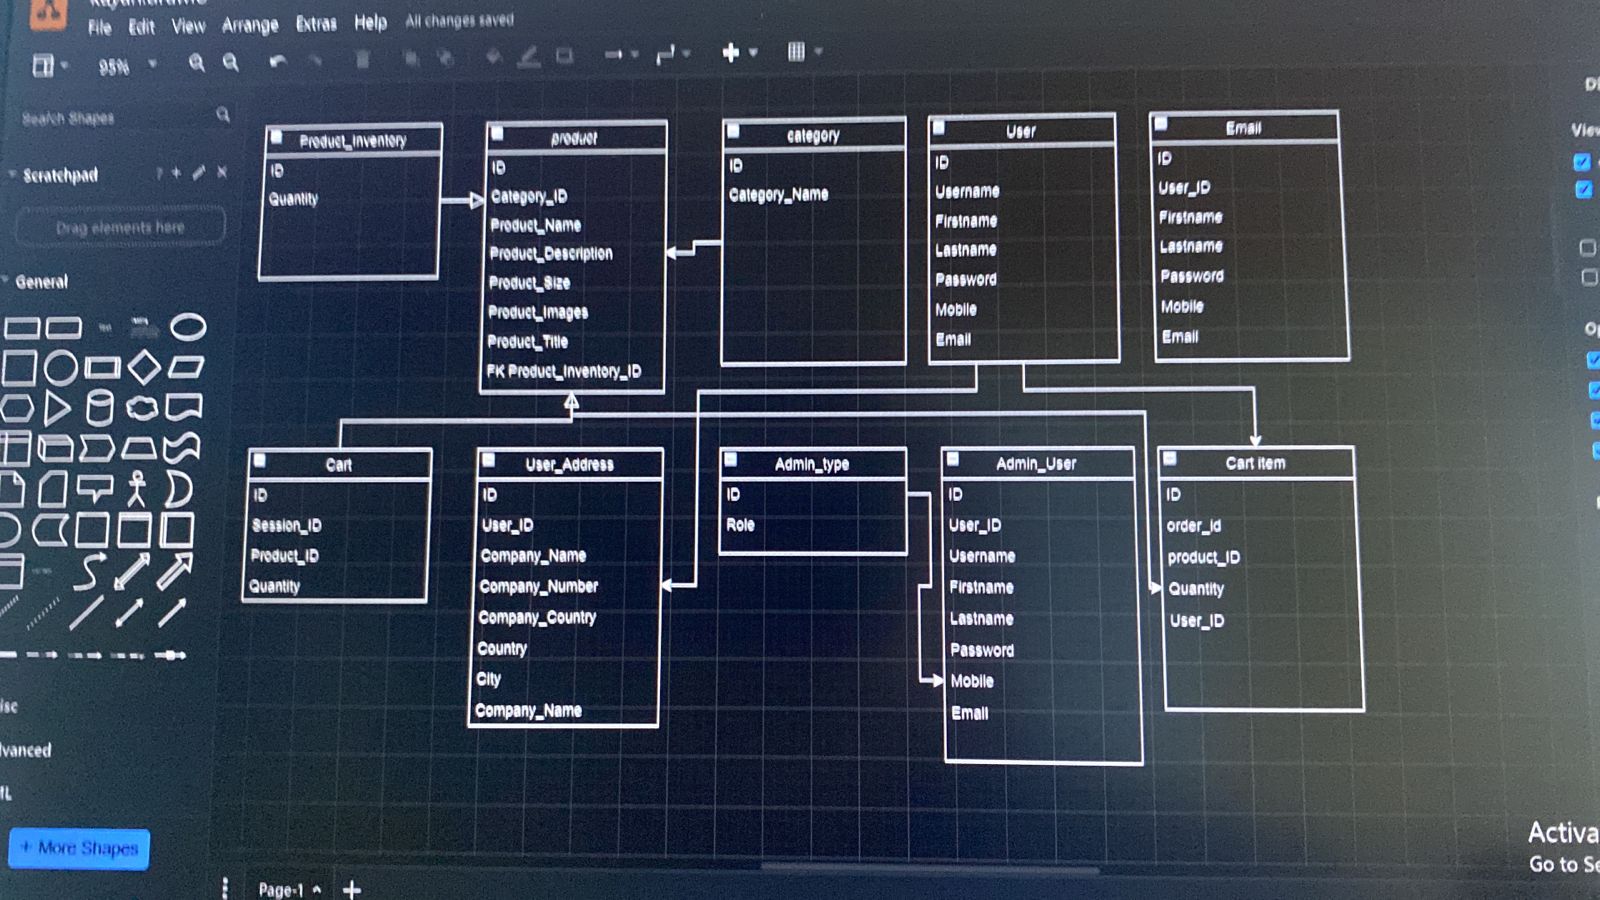 File Edit View Arrange Extras Help All changes saved
95%
Search Shapes
Scratchpad
Drag elements here
General
Product_Inventory
ID
Quantity
product
ID
Category_ID
Product_Name
Product_Description
Product_Size
Product_Images
Product_Title
FK Product_Inventory_ID
category
ID
Category_Name
User
ID
Username
Firstname
Lastname
Password
Mobile
Email
Email
ID
User_ID
Firstname
Lastname
Password
Mobile
Email
Cart
ID
Session_ID
Product_ID
Quantity
User_Address
ID
User_ID
Company_Name
Company_Number
Company_Country
Country
City
Company_Name
Admin_type
ID
Role
Admin_User
ID
User_ID
Username
Firstname
Lastname
Password
Mobile
Email
Cart item
ID
order_id
product_ID
Quantity
User_ID
+ More Shapes
Page-1
Activa
Go to Se